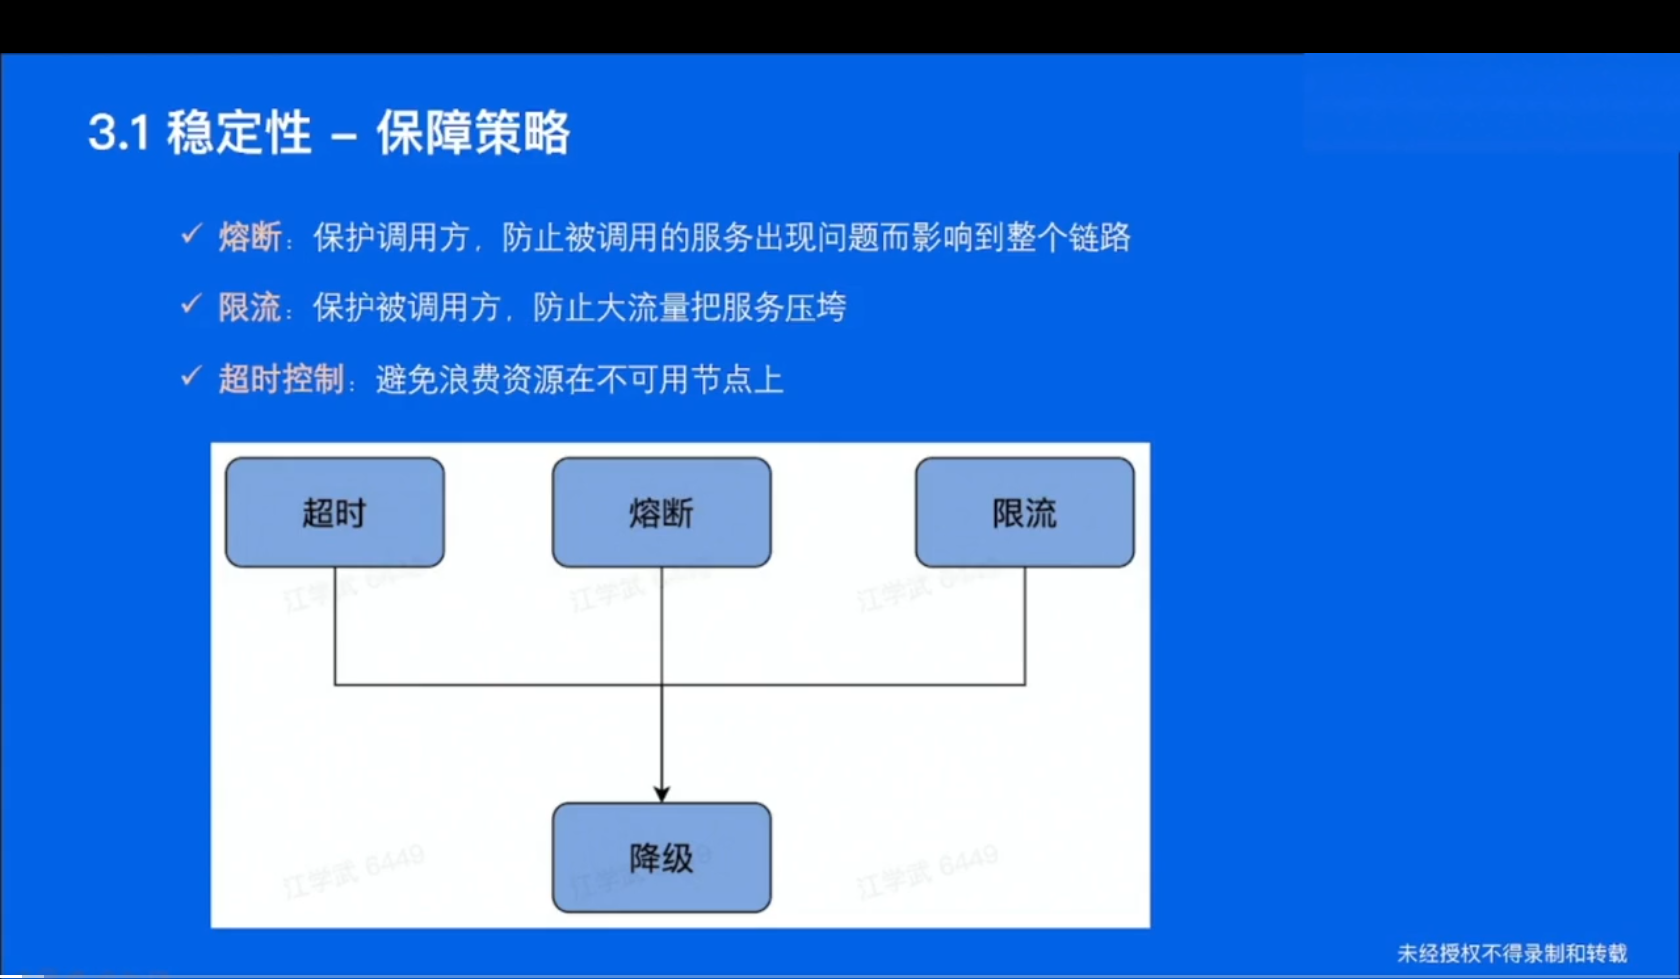 3.1 稳定性 – 保障策略
✓ 熔断：保护调用方，防止被调用的服务出现问题而影响到整个链路
✓ 限流：保护被调用方，防止大流量把服务压垮
✓ 超时控制：避免浪费资源在不可用节点上
超时 熔断 限流
江学武 6449 江学武 6449 江学武 6449
降级
江学武 6449 江学武 6449 江学武 6449
未经授权不得录制和转载